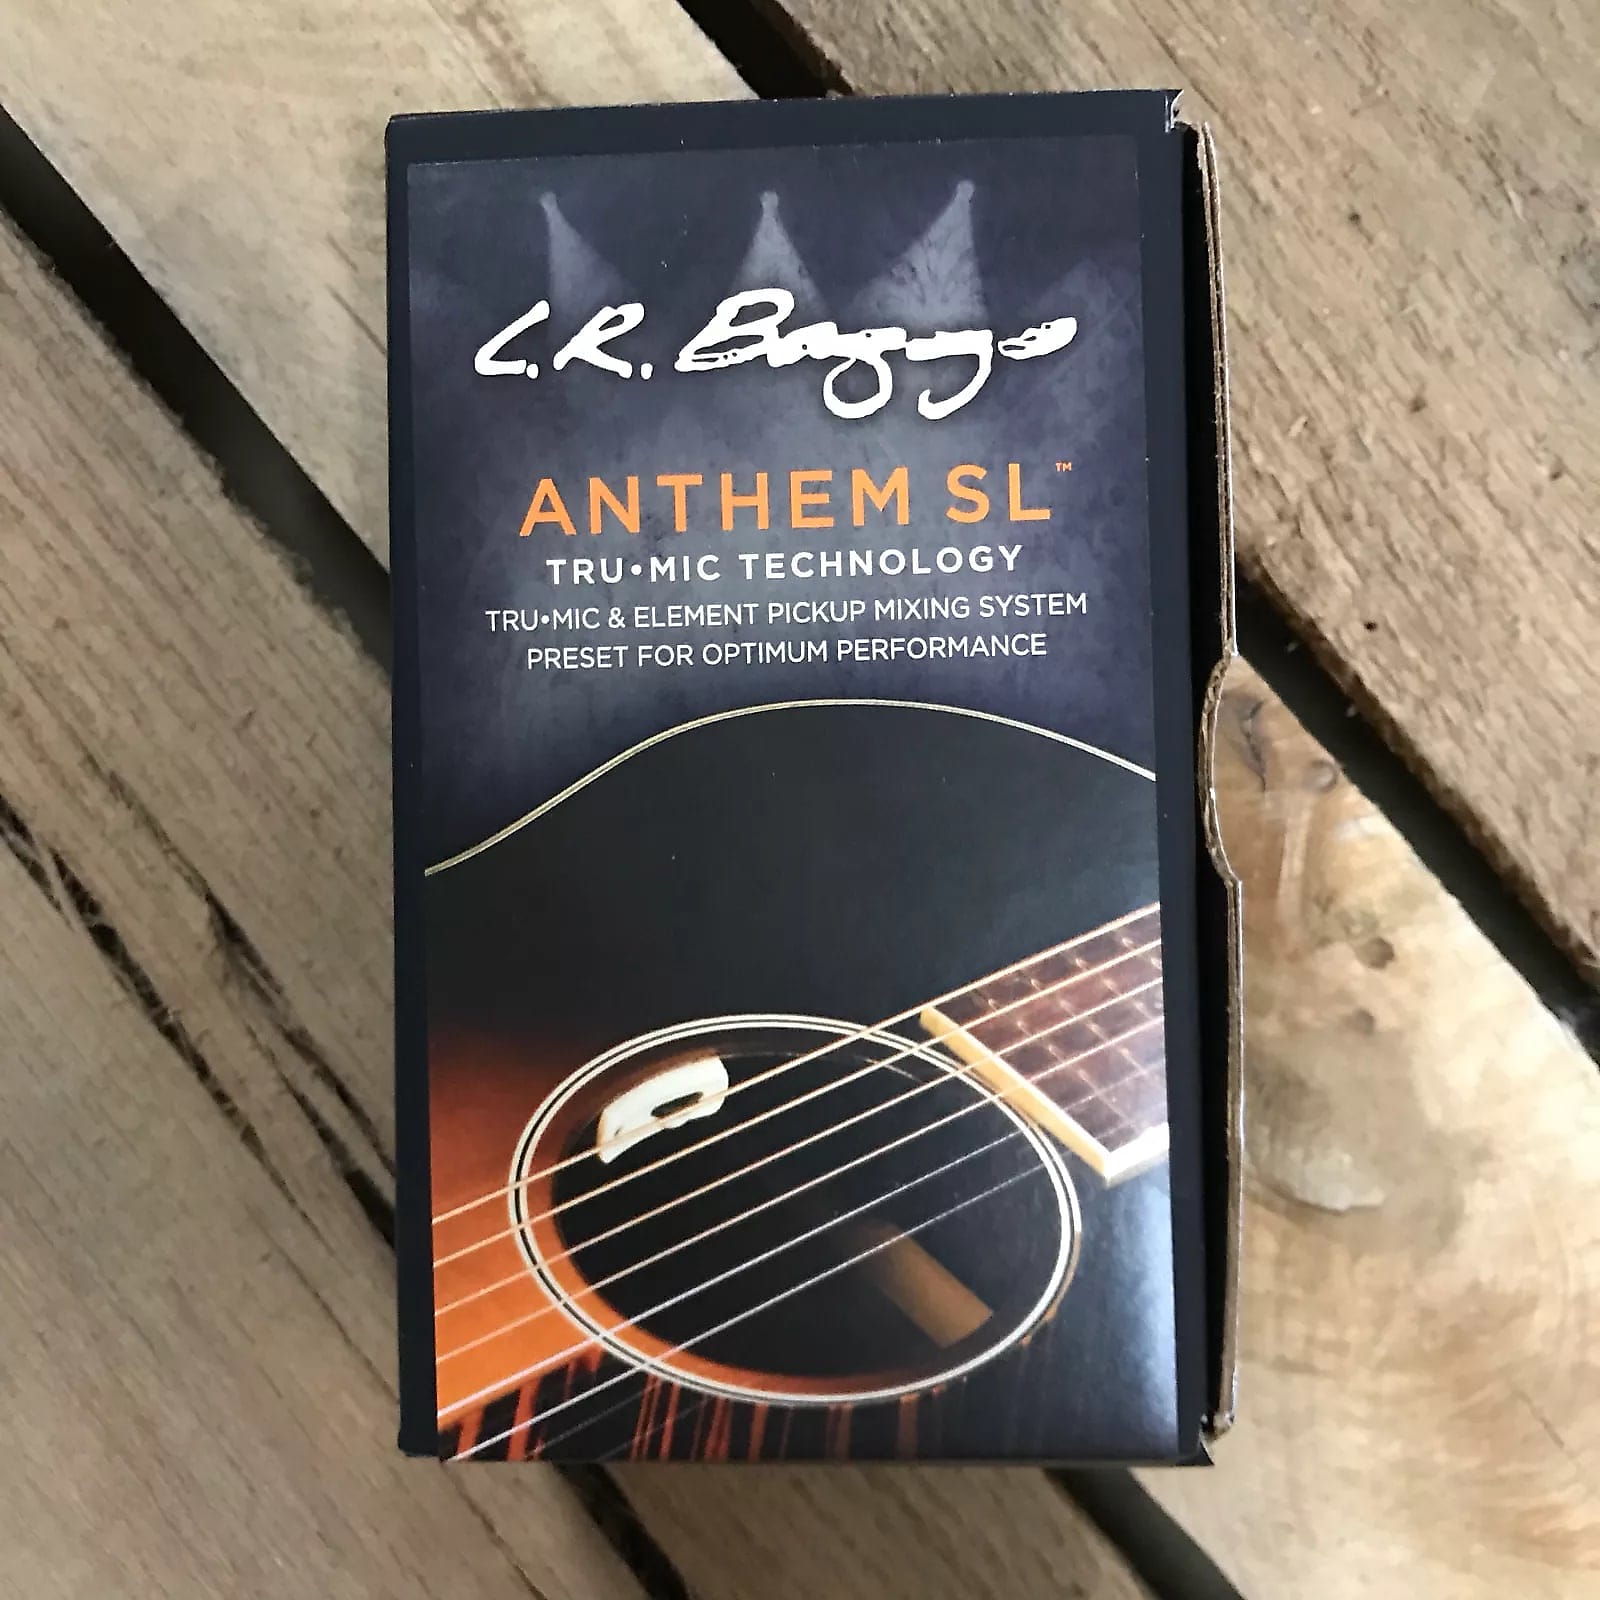 L.R. Baggs
ANTHEM SL™
TRU•MIC TECHNOLOGY
TRU•MIC & ELEMENT PICKUP MIXING SYSTEM
PRESET FOR OPTIMUM PERFORMANCE